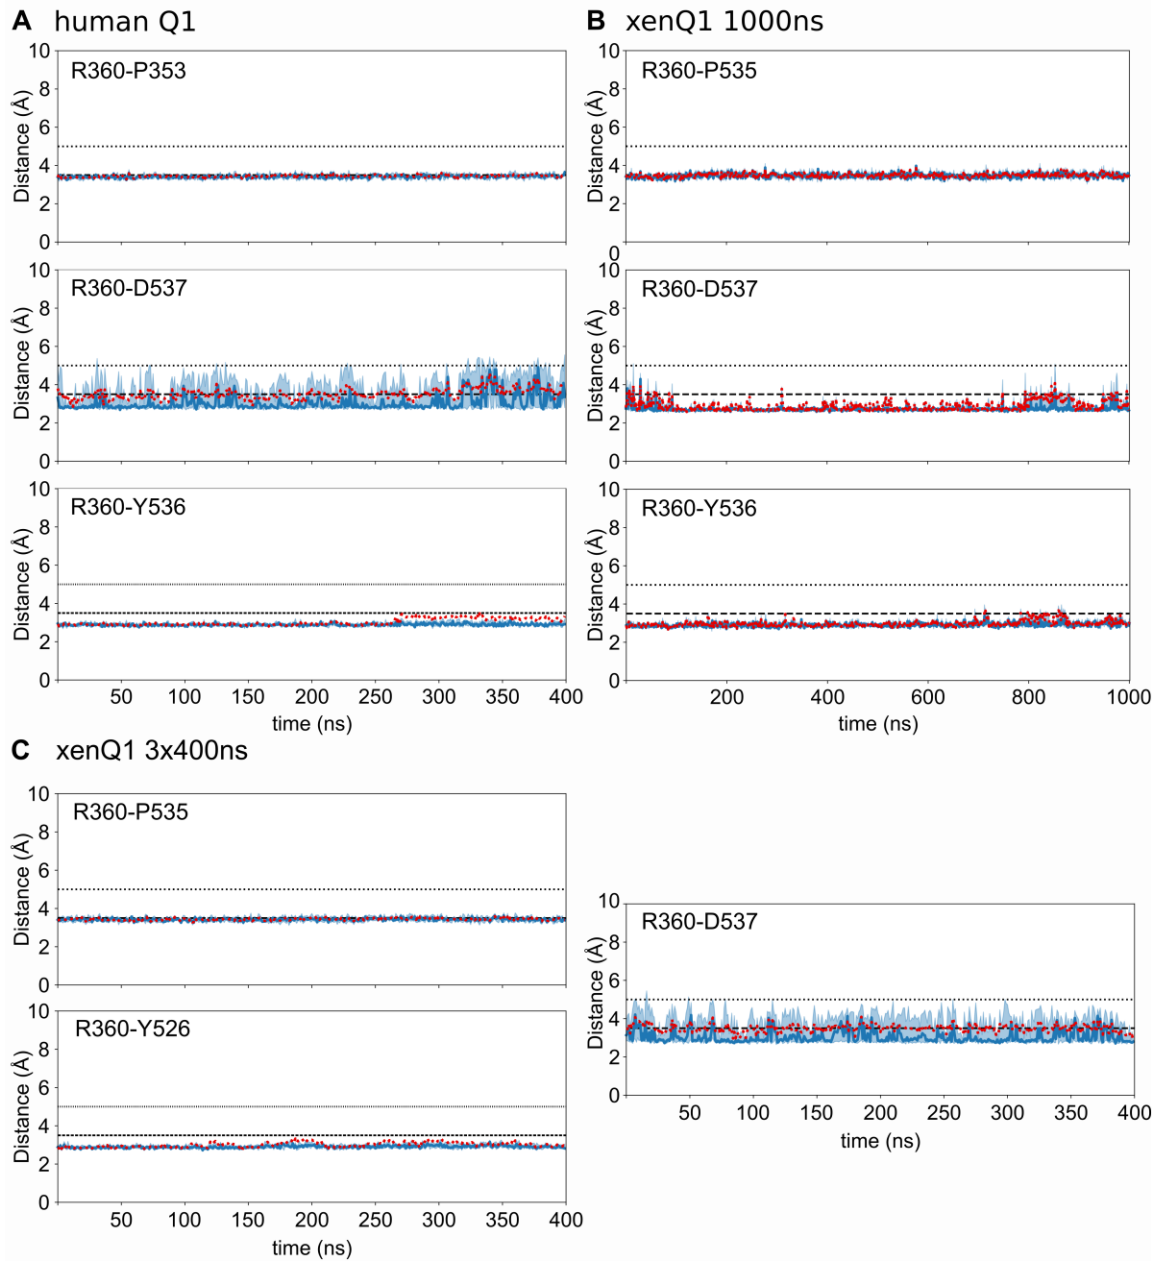 A human Q1
10
R360-P353
8
6
4
2
0
Distance (Å)
10
R360-D537
8
6
4
2
0
Distance (Å)
10
R360-Y536
8
6
4
2
0
Distance (Å)
50 100 150 200 250 300 350 400
time (ns)
B xenQ1 1000ns
10
R360-P535
8
6
4
2
0
0
Distance (Å)
10
R360-D537
8
6
4
2
0
Distance (Å)
10
R360-Y536
8
6
4
2
0
Distance (Å)
200 400 600 800 1000
time (ns)
C xenQ1 3x400ns
10
R360-P535
8
6
4
2
0
Distance (Å)
10
R360-Y526
8
6
4
2
0
Distance (Å)
50 100 150 200 250 300 350 400
time (ns)
10
R360-D537
8
6
4
2
0
Distance (Å)
50 100 150 200 250 300 350 400
time (ns)